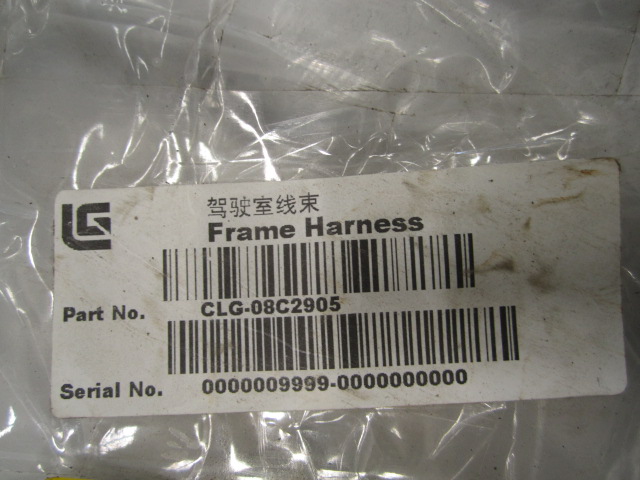 LG
驾驶室线束
Frame Harness
Part No. CLG-08C2905
Serial No. 0000009999-0000000000